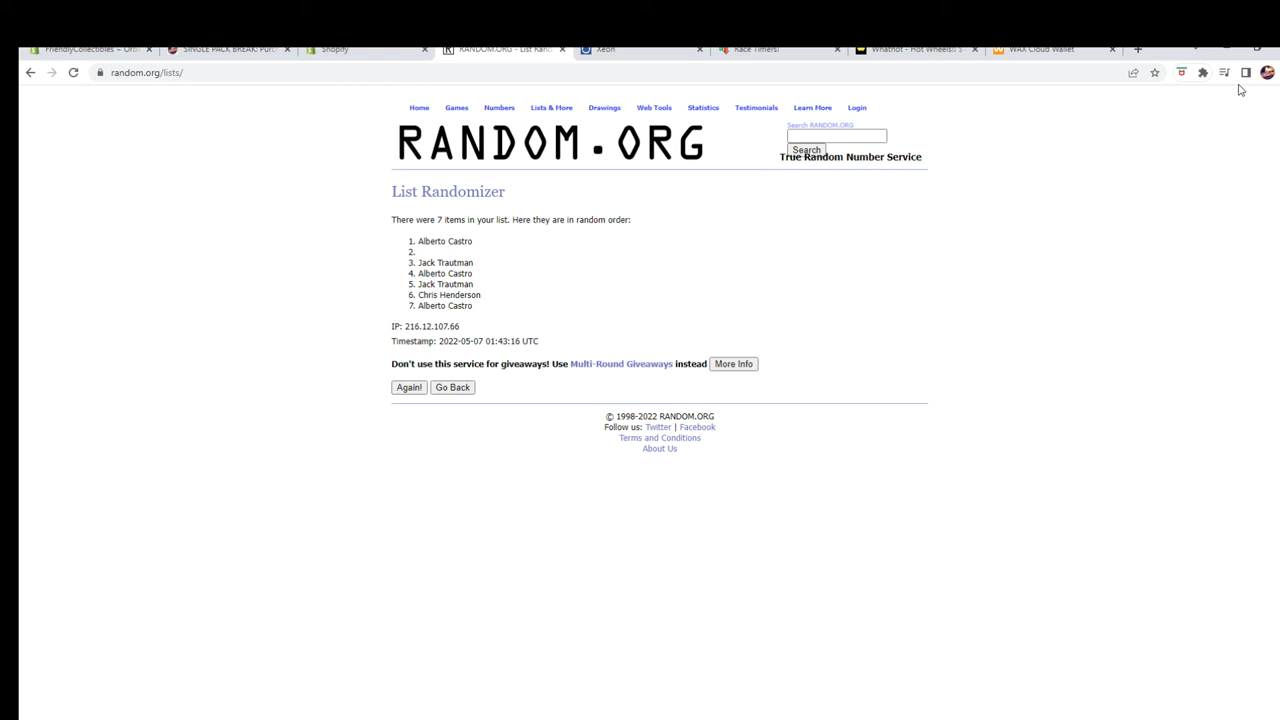 FriendlyCollectibles ~ Ord
SINGLE PACK BREAK: Purc
Shopify
RANDOM.ORG - List Rand
Xeon
Race Timers!
Whatnot - Hot Wheels!! S
WAX Cloud Wallet
random.org/lists/
Home Games Numbers Lists & More Drawings Web Tools Statistics Testimonials Learn More Login
RANDOM.ORG
Search RANDOM.ORG
Search
True Random Number Service
List Randomizer
There were 7 items in your list. Here they are in random order:
1. Alberto Castro
2.
3. Jack Trautman
4. Alberto Castro
5. Jack Trautman
6. Chris Henderson
7. Alberto Castro
IP: 216.12.107.66
Timestamp: 2022-05-07 01:43:16 UTC
Don't use this service for giveaways! Use Multi-Round Giveaways instead More Info
Again! Go Back
© 1998-2022 RANDOM.ORG
Follow us: Twitter | Facebook
Terms and Conditions
About Us